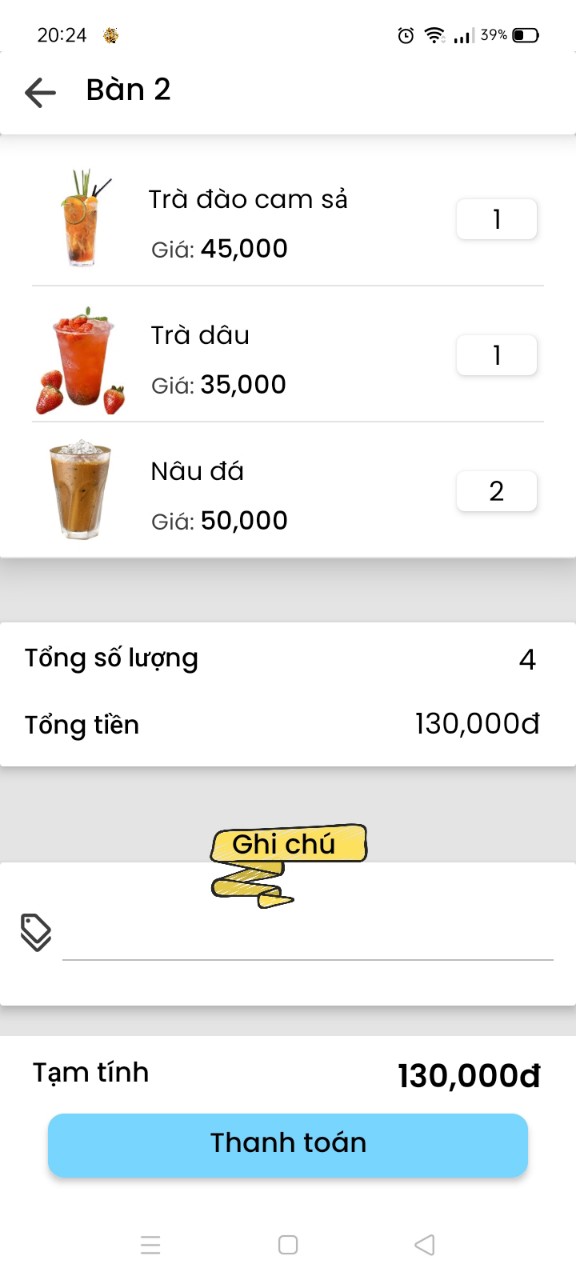 20:24
39%
Bàn 2
Trà đào cam sả
1
Giá: 45,000
Trà dâu
1
Giá: 35,000
Nâu đá
2
Giá: 50,000
Tổng số lượng 4
Tổng tiền 130,000đ
Ghi chú
Tạm tính 130,000đ
Thanh toán